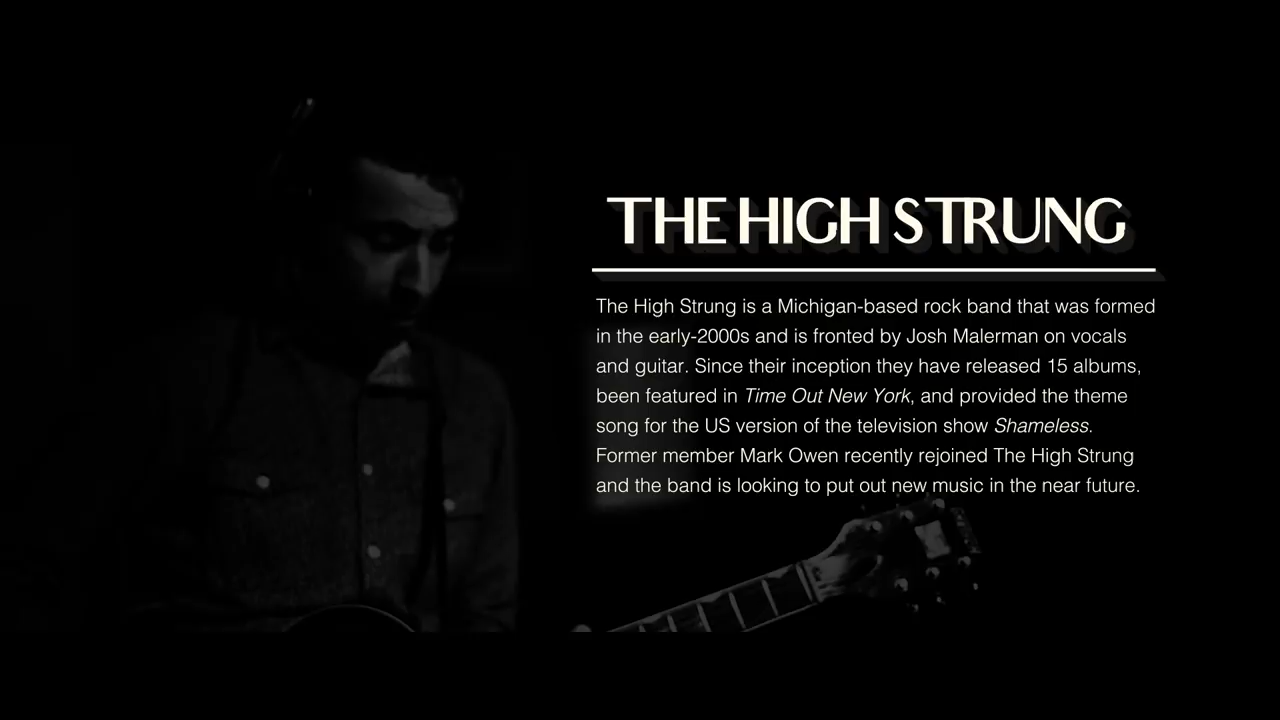 THE HIGH STRUNG
The High Strung is a Michigan-based rock band that was formed
in the early-2000s and is fronted by Josh Malerman on vocals
and guitar. Since their inception they have released 15 albums,
been featured in Time Out New York, and provided the theme
song for the US version of the television show Shameless.
Former member Mark Owen recently rejoined The High Strung
and the band is looking to put out new music in the near future.